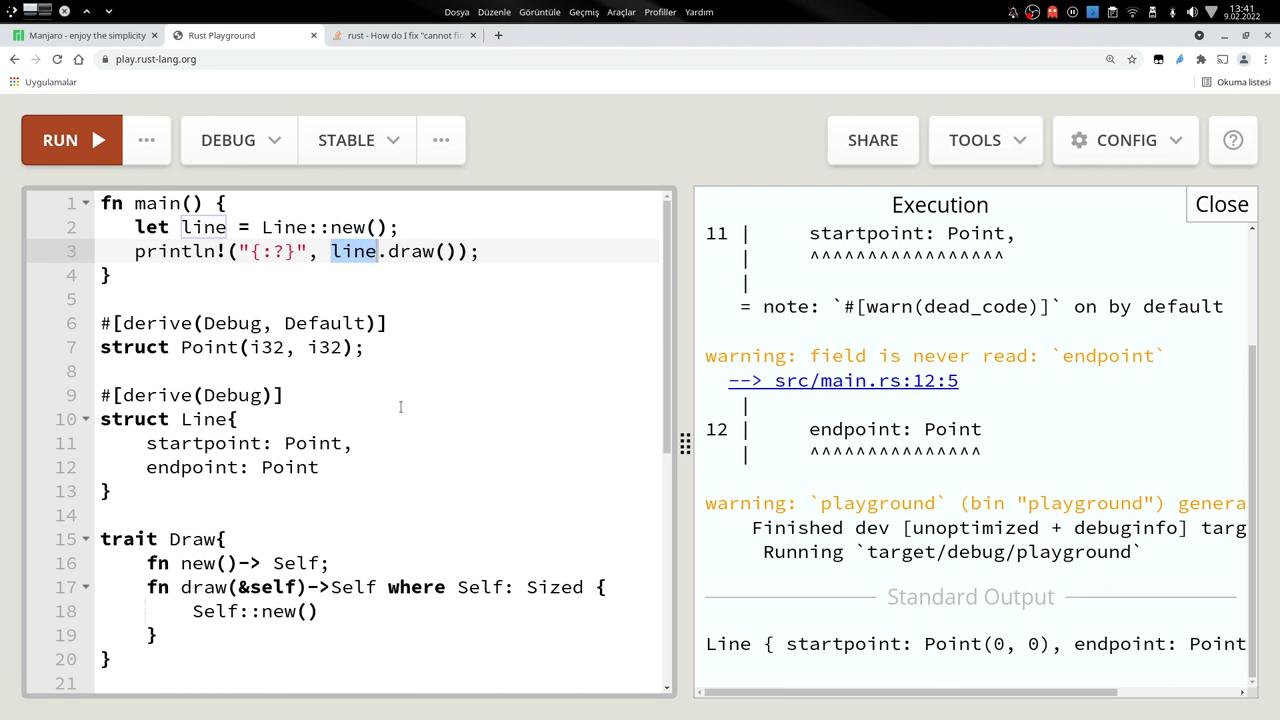 Dosya Düzenle Görüntüle Geçmiş Araçlar Profiller Yardım
13:41
9.02.2022
Manjaro - enjoy the simplicity
Rust Playground
rust - How do I fix "cannot fi
play.rust-lang.org
Uygulamalar
Okuma listesi
RUN
DEBUG
STABLE
SHARE
TOOLS
CONFIG
1 fn main() {
2 let line = Line::new();
3 println!("{:?}", line.draw());
4 }
5
6 #[derive(Debug, Default)]
7 struct Point(i32, i32);
8
9 #[derive(Debug)]
10 struct Line{
11 startpoint: Point,
12 endpoint: Point
13 }
14
15 trait Draw{
16 fn new()-> Self;
17 fn draw(&self)->Self where Self: Sized {
18 Self::new()
19 }
20 }
21
Execution
Close
11 | startpoint: Point,
| ^^^^^^^^^^^^^^^^^
|
= note: `#[warn(dead_code)]` on by default
warning: field is never read: `endpoint`
--> src/main.rs:12:5
|
12 | endpoint: Point
| ^^^^^^^^^^^^^^^
warning: `playground` (bin "playground") genera
Finished dev [unoptimized + debuginfo] targ
Running `target/debug/playground`
Standard Output
Line { startpoint: Point(0, 0), endpoint: Point